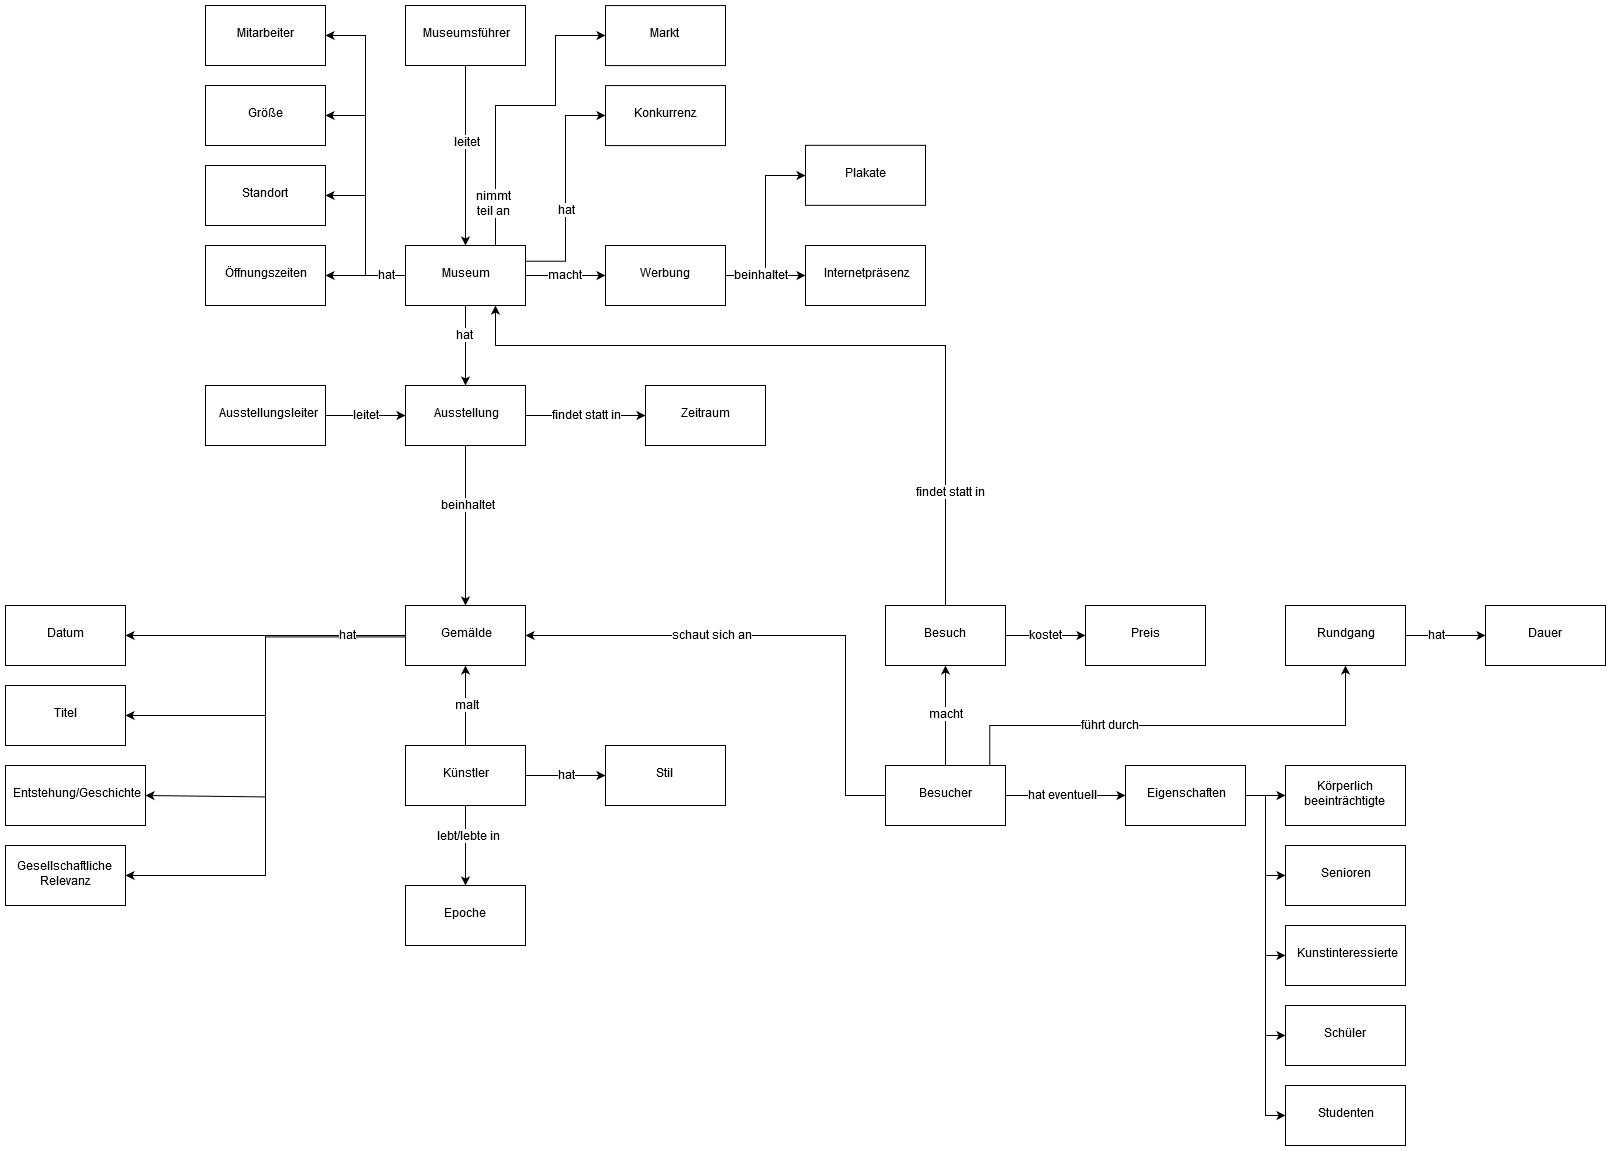 Mitarbeiter
Museumsführer
Markt
Größe
Konkurrenz
leitet
Plakate
Standort
nimmt
teil an
hat
Öffnungszeiten
hat
Museum
macht
Werbung
beinhaltet
Internetpräsenz
hat
Ausstellungsleiter
leitet
Ausstellung
findet statt in
Zeitraum
findet statt in
beinhaltet
Datum
hat
Gemälde
schaut sich an
Besuch
kostet
Preis
Rundgang
hat
Dauer
Titel
malt
macht
führt durch
Entstehung/Geschichte
Künstler
hat
Stil
Besucher
hat eventuell
Eigenschaften
Körperlich
beeinträchtigte
lebt/lebte in
Gesellschaftliche
Relevanz
Senioren
Epoche
Kunstinteressierte
Schüler
Studenten